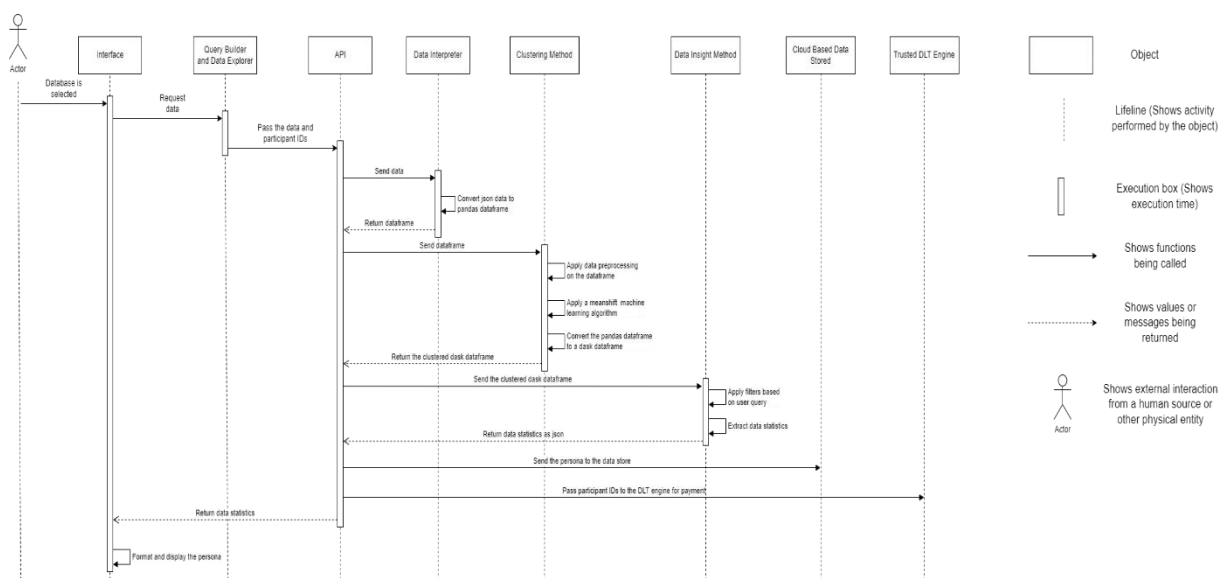 Actor
Interface
Query Builder
and Data Explorer
API
Data Interpreter
Clustering Method
Data Insight Method
Cloud Based Data
Stored
Trusted DLT Engine
Object
Database is
selected
Request
data
Pass the data and
participant IDs
Send data
Convert json data to
pandas dataframe
Return dataframe
Send dataframe
Apply data preprocessing
on the dataframe
Apply a meanshift machine
learning algorithm
Convert the pandas dataframe
to a dask dataframe
Return the clustered dask dataframe
Send the clustered dask dataframe
Apply filters based
on user query
Extract data statistics
Return data statistics as json
Send the persona to the data store
Pass participant IDs to the DLT engine for payment
Return data statistics
Format and display the persona
Lifeline (Shows activity
performed by the object)
Execution box (Shows
execution time)
Shows functions
being called
Shows values or
messages being
returned
Actor
Shows external interaction
from a human source or
other physical entity